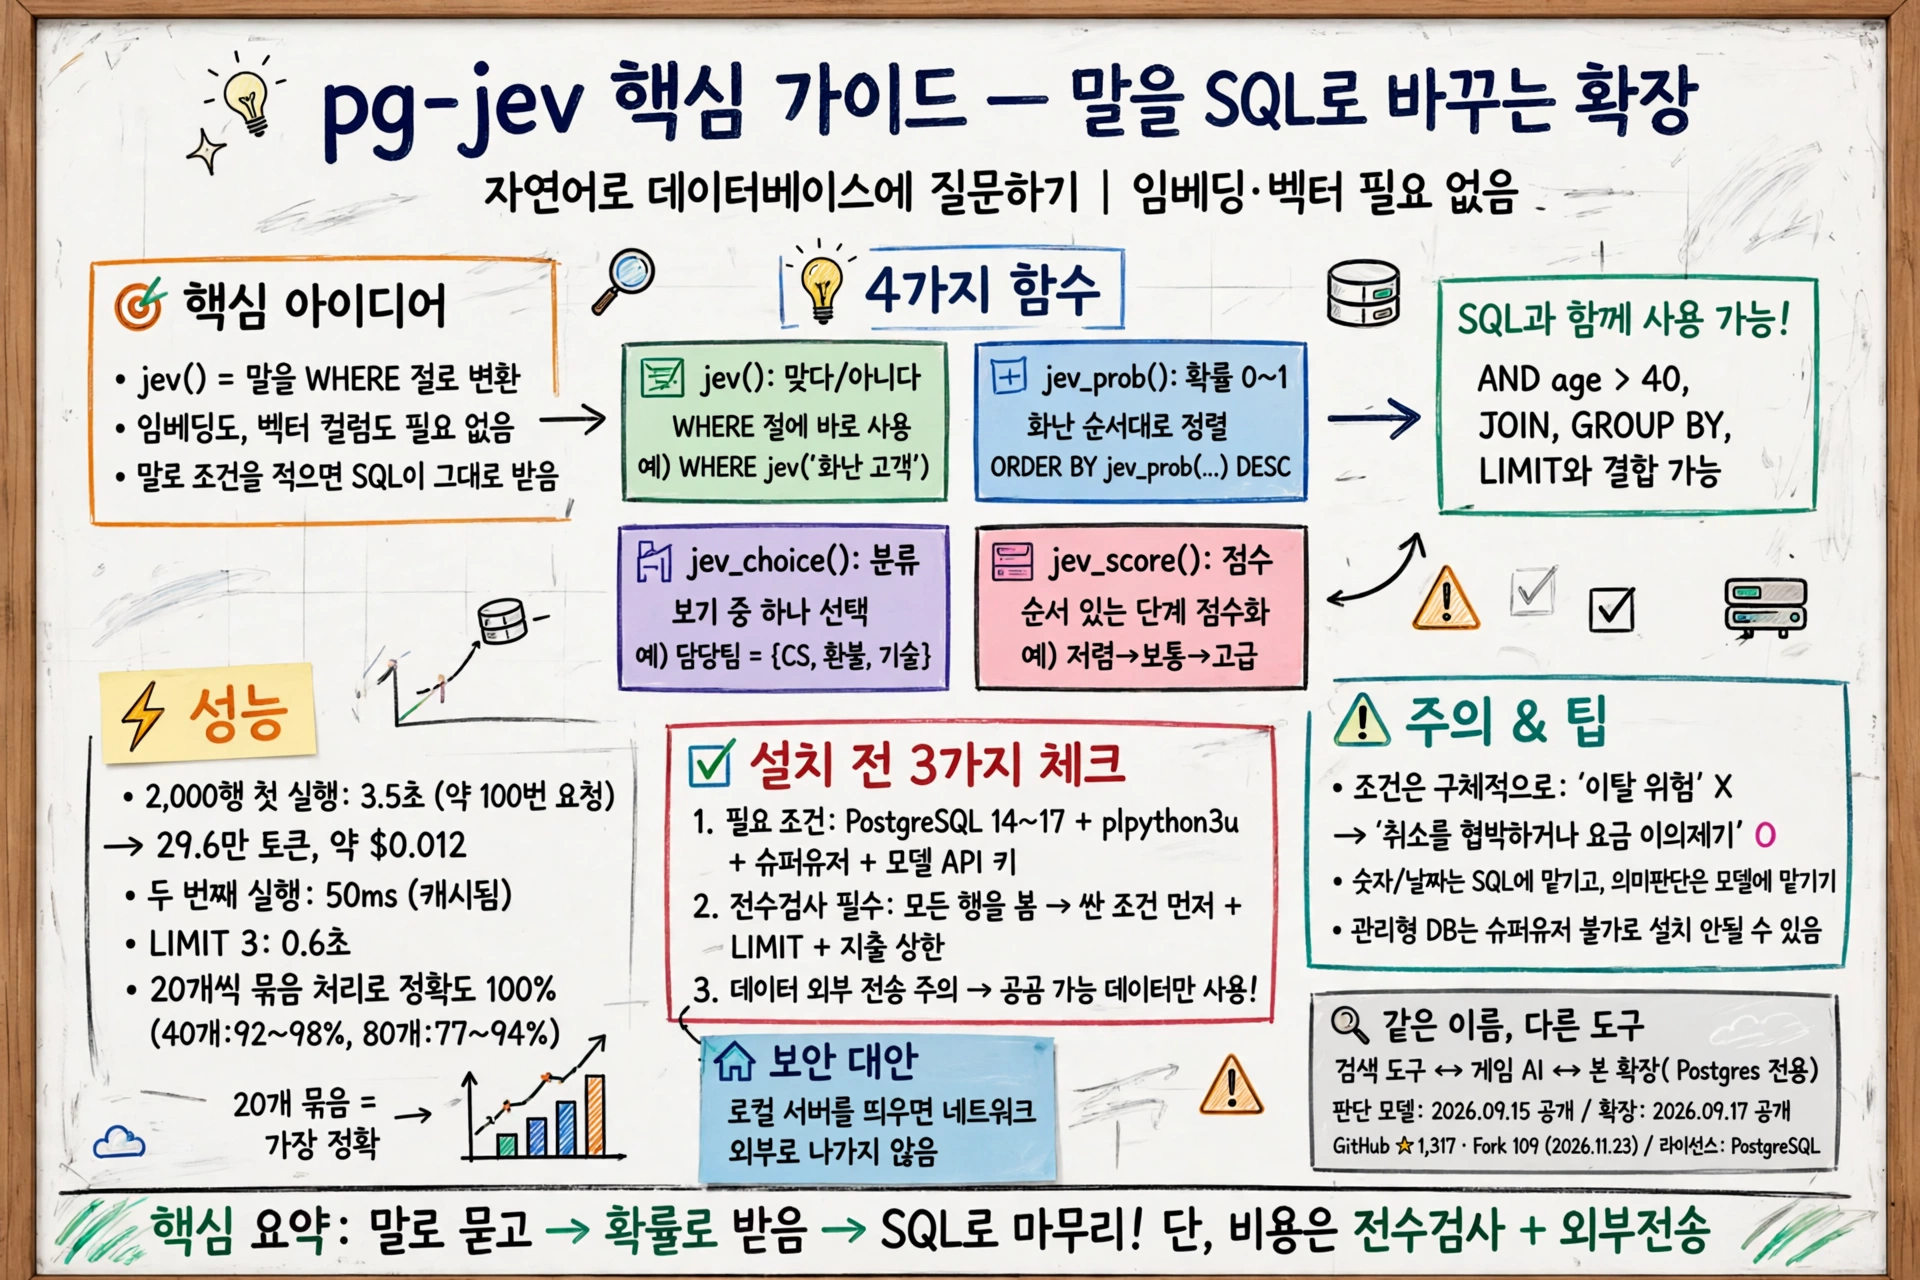 pg-jev 핵심 가이드 — 말을 SQL로 바꾸는 확장
자연어로 데이터베이스에 질문하기 | 임베딩·벡터 필요 없음
핵심 아이디어
• jev() = 말을 WHERE 절로 변환
• 임베딩도, 벡터 컬럼도 필요 없음
• 말로 조건을 적으면 SQL이 그대로 받음
4가지 함수
jev(): 맞다/아니다
WHERE 절에 바로 사용
예) WHERE jev('화난 고객')
jev_prob(): 확률 0~1
화난 순서대로 정렬
ORDER BY jev_prob(...) DESC
jev_choice(): 분류
보기 중 하나 선택
예) 담당팀 = {CS, 환불, 기술}
jev_score(): 점수
순서 있는 단계 점수화
예) 저렴→보통→고급
SQL과 함께 사용 가능!
AND age > 40,
JOIN, GROUP BY,
LIMIT와 결합 가능
성능
• 2,000행 첫 실행: 3.5초 (약 100번 요청)
→ 29.6만 토큰, 약 $0.012
• 두 번째 실행: 50ms (캐시됨)
• LIMIT 3: 0.6초
• 20개씩 묶음 처리로 정확도 100%
(40개:92~98%, 80개:77~94%)
20개 묶음 =
가장 정확
설치 전 3가지 체크
1. 필요 조건: PostgreSQL 14~17 + plpython3u
+ 슈퍼유저 + 모델 API 키
2. 전수검사 필수: 모든 행을 봄 → 싼 조건 먼저 +
LIMIT + 지출 상한
3. 데이터 외부 전송 주의 → 공곰 가능 데이터만 사용!
보안 대안
로컬 서버를 띄우면 네트워크
외부로 나가지 않음
주의 & 팁
• 조건은 구체적으로: '이탈 위험' X
→ '취소를 협박하거나 요금 이의제기' O
• 숫자/날짜는 SQL에 맡기고, 의미판단은 모델에 맡기기
• 관리형 DB는 슈퍼유저 불가로 설치 안될 수 있음
같은 이름, 다른 도구
검색 도구 ↔ 게임 AI ↔ 본 확장( Postgres 전용)
판단 모델: 2026.09.15 공개 / 확장: 2026.09.17 공개
GitHub ★1,317 · Fork 109 (2026.11.23) / 라이선스: PostgreSQL
핵심 요약: 말로 묻고 → 확률로 받음 → SQL로 마무리! 단, 비용은 전수검사 + 외부전송